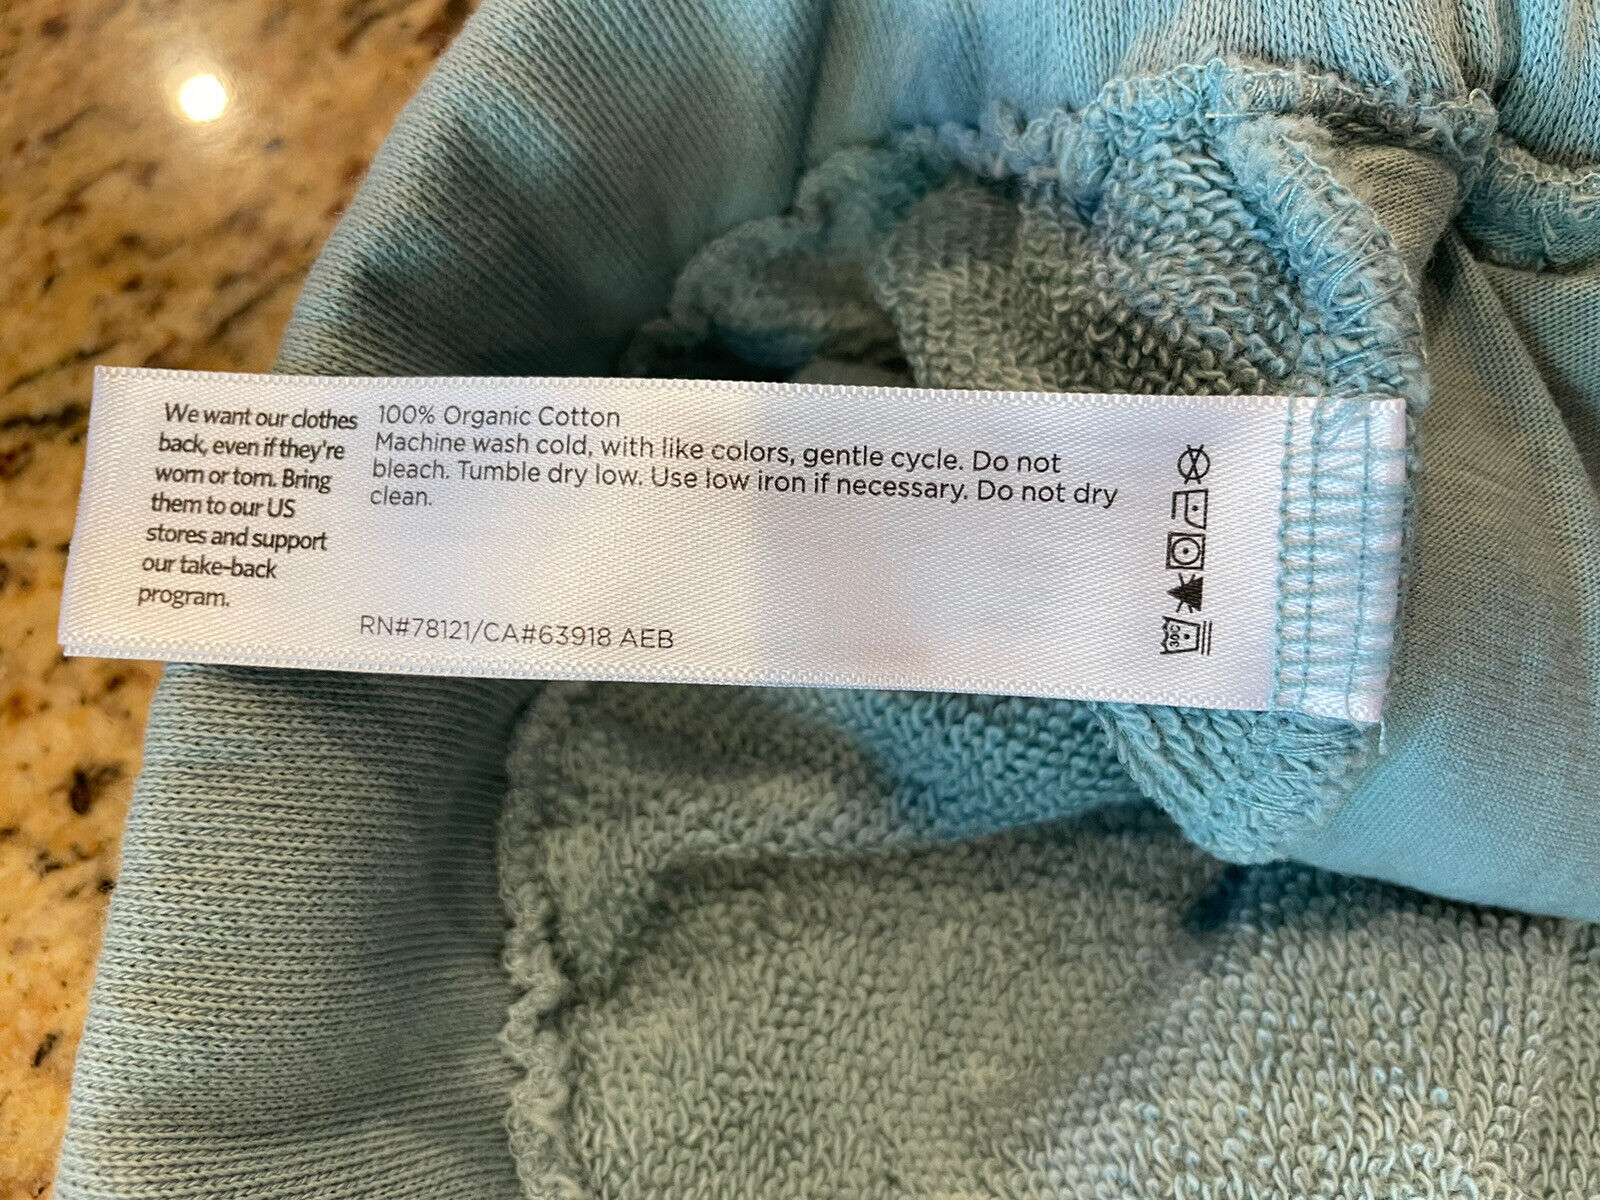 We want our clothes
back, even if they're
worn or torn. Bring
them to our US
stores and support
our take-back
program.
100% Organic Cotton
Machine wash cold, with like colors, gentle cycle. Do not
bleach. Tumble dry low. Use low iron if necessary. Do not dry
clean.
RN#78121/CA#63918 AEB
30C